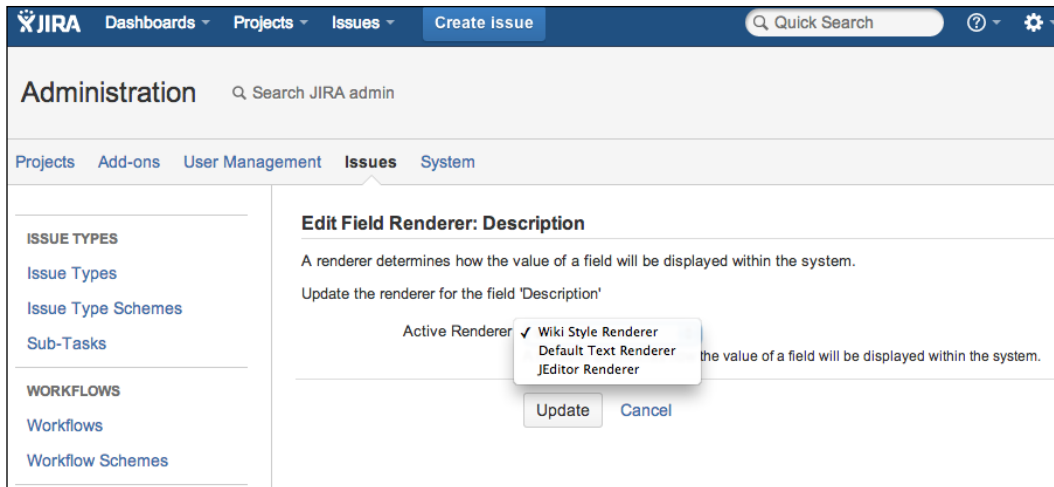 JIRA Dashboards Projects Issues Create issue Quick Search
Administration Search JIRA admin
Projects Add-ons User Management Issues System
ISSUE TYPES
Issue Types
Issue Type Schemes
Sub-Tasks
WORKFLOWS
Workflows
Workflow Schemes
Edit Field Renderer: Description
A renderer determines how the value of a field will be displayed within the system.
Update the renderer for the field 'Description'
Active Renderer ✓ Wiki Style Renderer
Default Text Renderer
JEditor Renderer
the value of a field will be displayed within the system.
Update Cancel